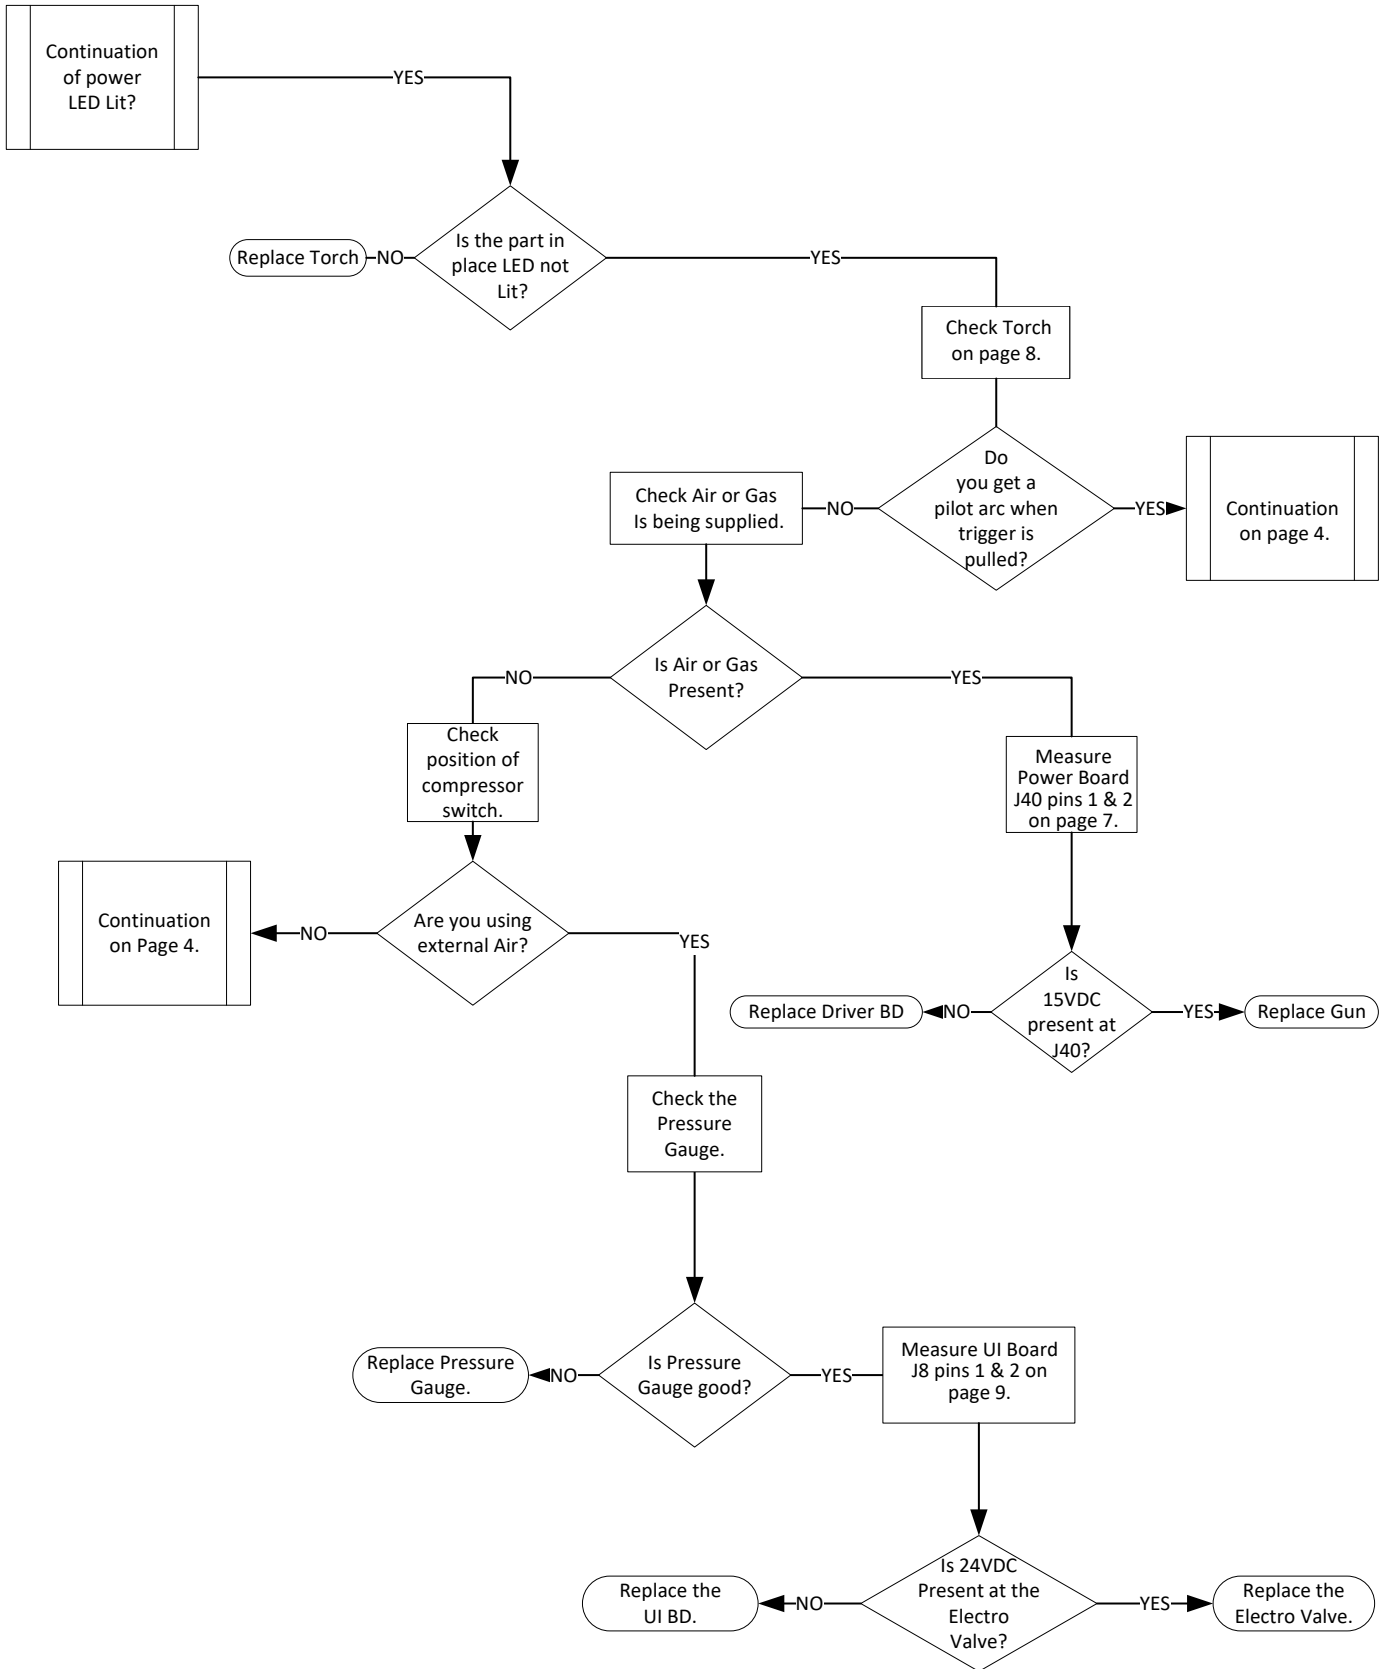 Continuation
of power
LED Lit?
YES
Is the part in
place LED not
Lit?
NO
Replace Torch
YES
Check Torch
on page 8.
Do
you get a
pilot arc when
trigger is
pulled?
YES
Continuation
on page 4.
NO
Check Air or Gas
Is being supplied.
Is Air or Gas
Present?
NO
YES
Check
position of
compressor
switch.
Measure
Power Board
J40 pins 1 & 2
on page 7.
Are you using
external Air?
NO
Continuation
on Page 4.
YES
Is
15VDC
present at
J40?
NO
Replace Driver BD
YES
Replace Gun
Check the
Pressure
Gauge.
Is Pressure
Gauge good?
NO
Replace Pressure
Gauge.
YES
Measure UI Board
J8 pins 1 & 2 on
page 9.
Is 24VDC
Present at the
Electro
Valve?
NO
Replace the
UI BD.
YES
Replace the
Electro Valve.